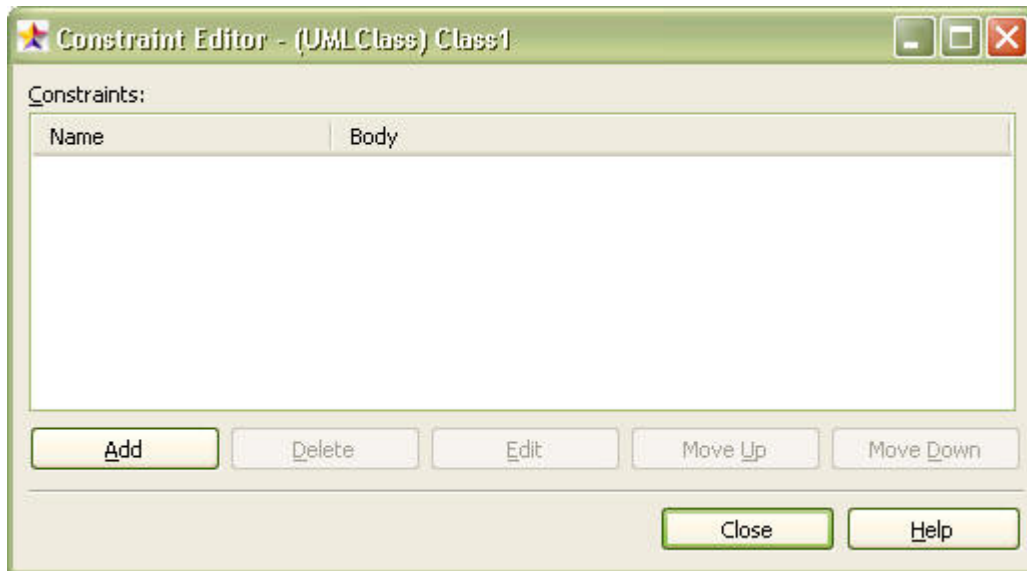 Constraint Editor - (UMLClass) Class1
Constraints:
Name Body
Add Delete Edit Move Up Move Down
Close Help